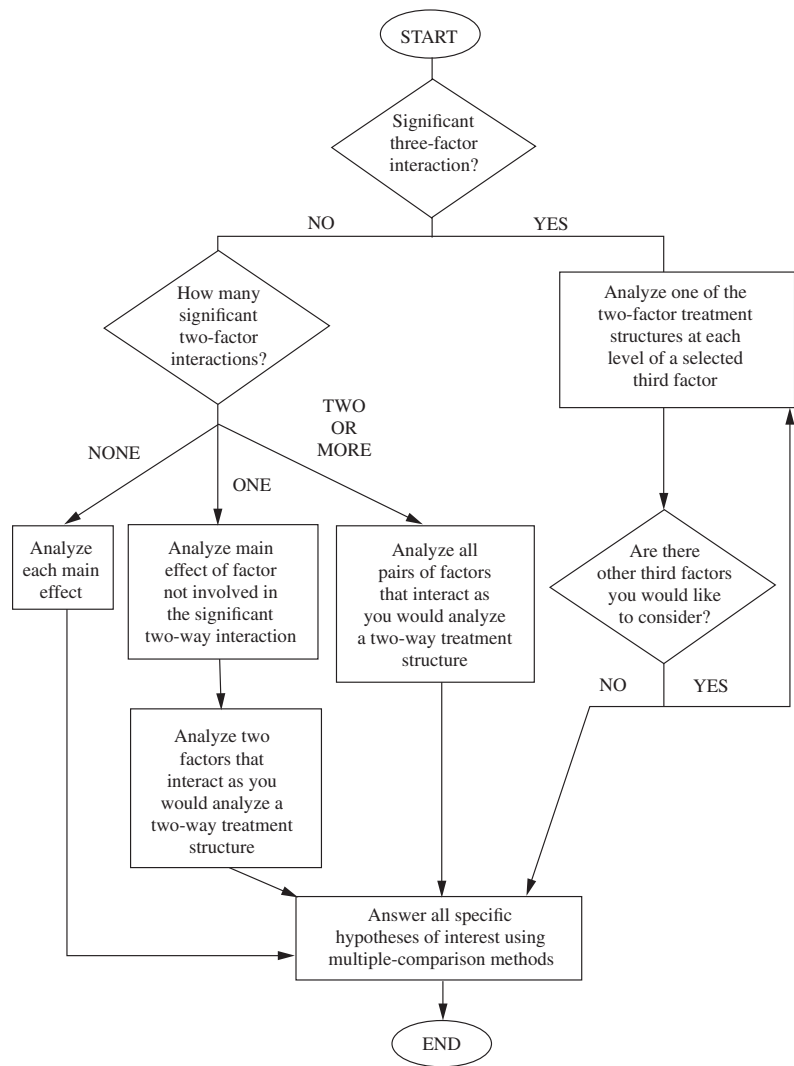 START
Significant
three-factor
interaction?
NO
YES
How many
significant
two-factor
interactions?
Analyze one of the
two-factor treatment
structures at each
level of a selected
third factor
NONE
ONE
TWO
OR
MORE
Analyze
each main
effect
Analyze main
effect of factor
not involved in
the significant
two-way interaction
Analyze all
pairs of factors
that interact as
you would analyze
a two-way treatment
structure
Are there
other third factors
you would like
to consider?
NO
YES
Analyze two
factors that
interact as you
would analyze a
two-way treatment
structure
Answer all specific
hypotheses of interest using
multiple-comparison methods
END